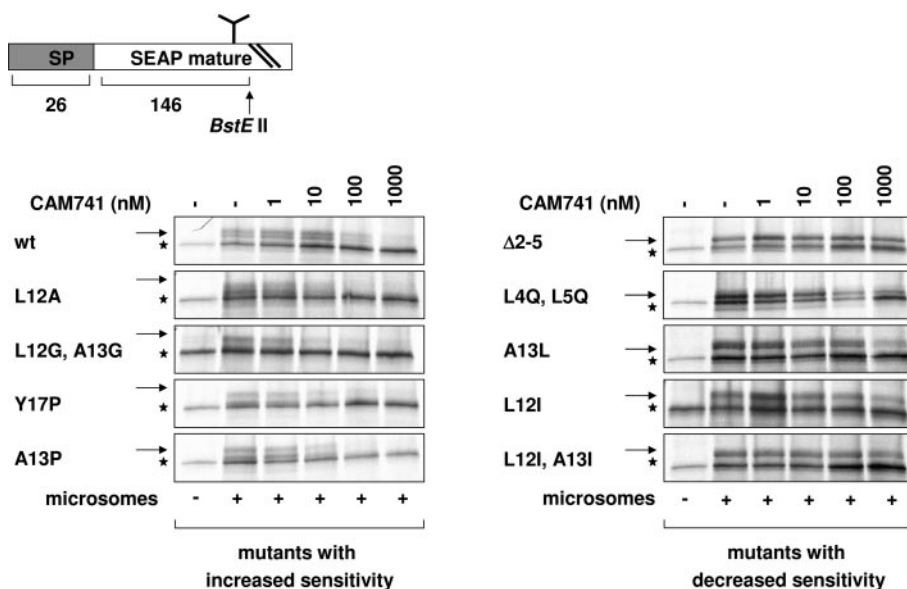 SP SEAP mature
26 146
BstE II
CAM741 (nM) - - 1 10 100 1000
wt ★
L12A ★
L12G, A13G ★
Y17P ★
A13P ★
microsomes - + + + + +
mutants with
increased sensitivity
CAM741 (nM) - - 1 10 100 1000
Δ2-5 ★
L4Q, L5Q ★
A13L ★
L12I ★
L12I, A13I ★
microsomes - + + + + +
mutants with
decreased sensitivity